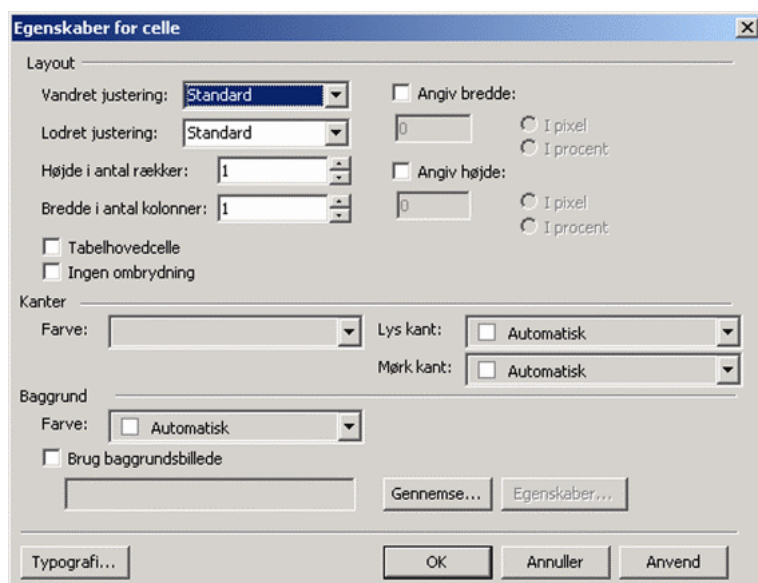 Egenskaber for celle
Layout
Vandret justering: Standard
Angiv bredde:
Lodret justering: Standard
0
I pixel
I procent
Højde i antal rækker: 1
Angiv højde:
Bredde i antal kolonner: 1
0
I pixel
I procent
Tabelhovedcelle
Ingen ombrydning
Kanter
Farve:
Lys kant: Automatisk
Mørk kant: Automatisk
Baggrund
Farve: Automatisk
Brug baggrundsbillede
Gennemse... Egenskaber...
Typografi... OK Annuller Anvend